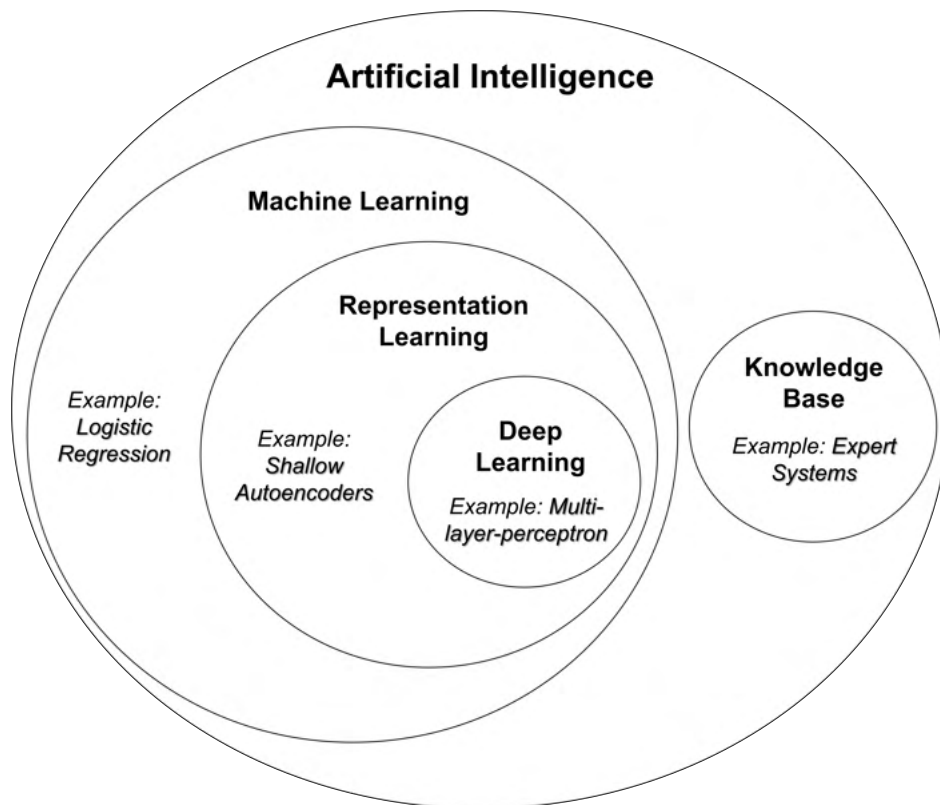 Artificial Intelligence
Machine Learning
Representation
Learning
Example:
Logistic
Regression
Example:
Shallow
Autoencoders
Deep
Learning
Example: Multi-
layer-perceptron
Knowledge
Base
Example: Expert
Systems